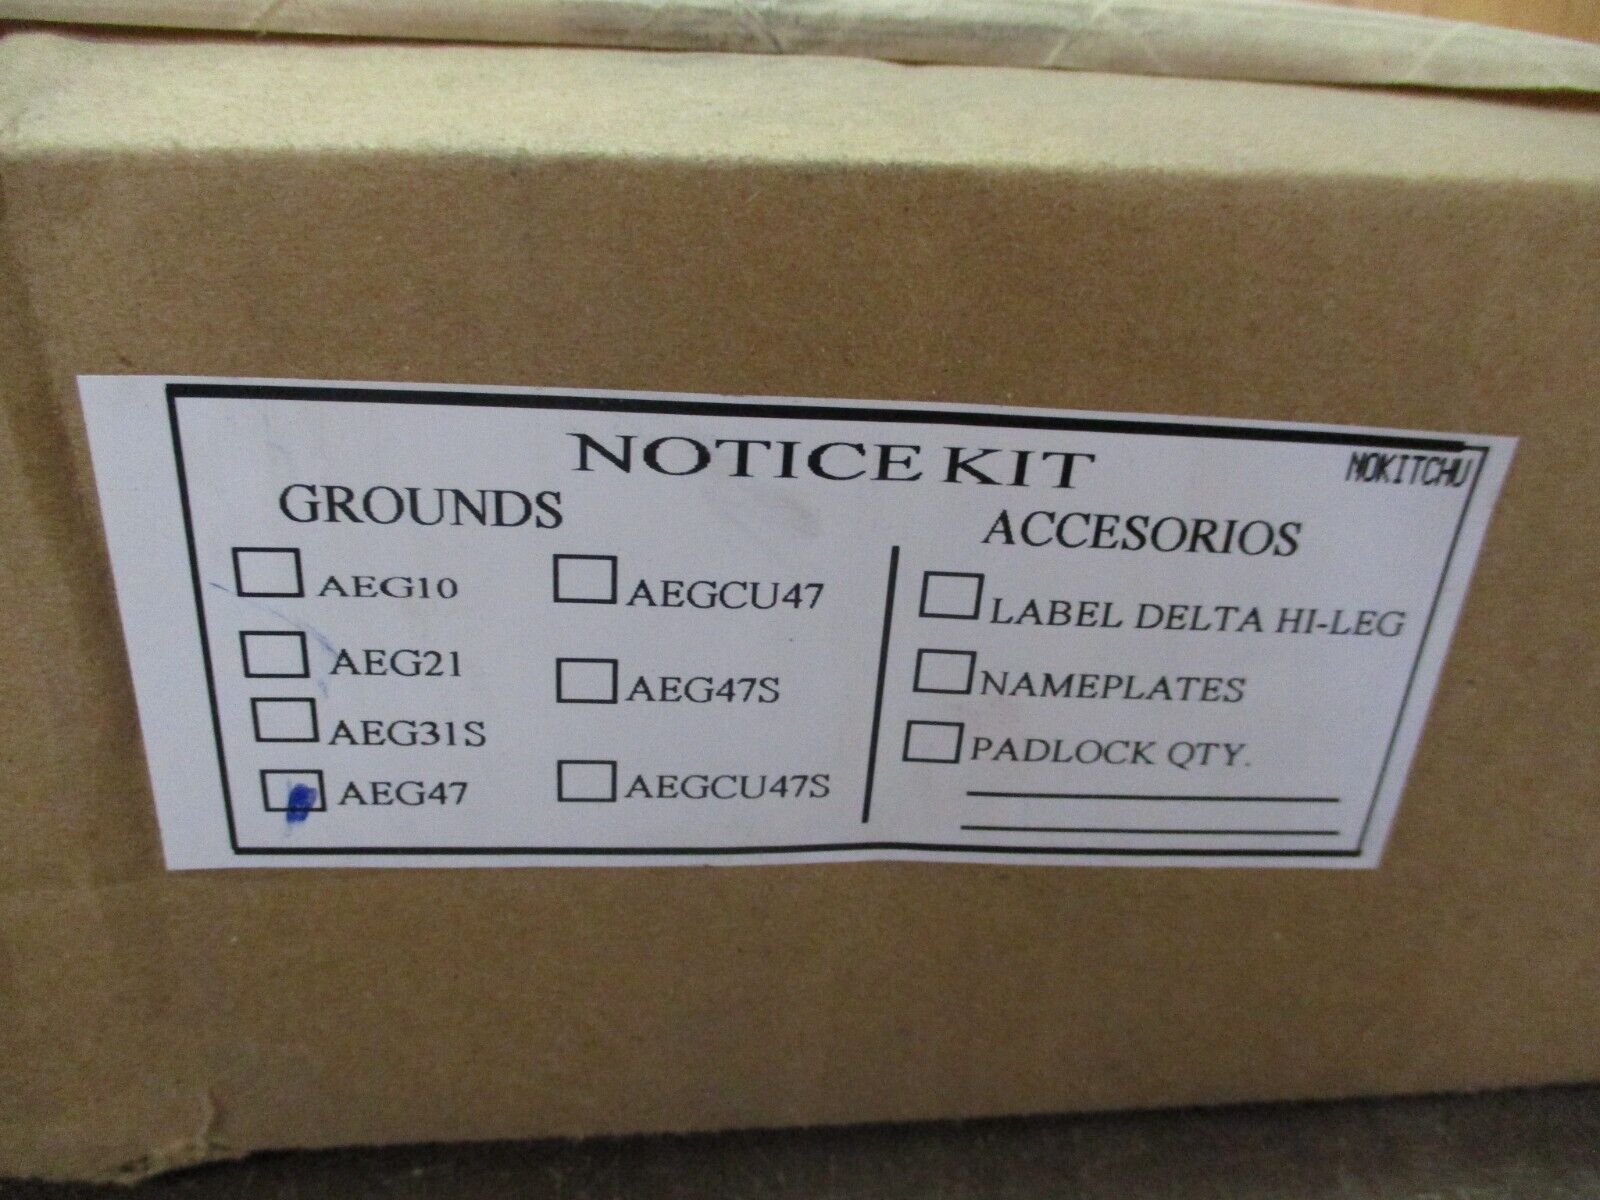 NOTICE KIT
NOKITCHU
GROUNDS
AEG10
AEG21
AEG31S
AEG47
AEGCU47
AEG47S
AEGCU47S
ACCESORIOS
LABEL DELTA HI-LEG
NAMEPLATES
PADLOCK QTY.